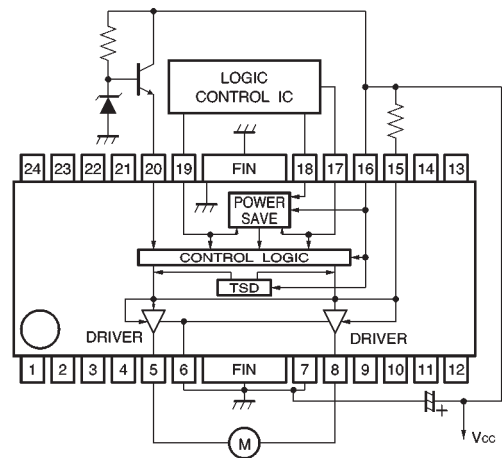 LOGIC
CONTROL IC
24 23 22 21 20 19 FIN 18 17 16 15 14 13
POWER
SAVE
CONTROL LOGIC
TSD
DRIVER DRIVER
1 2 3 4 5 6 FIN 7 8 9 10 11 12
+
M
Vcc